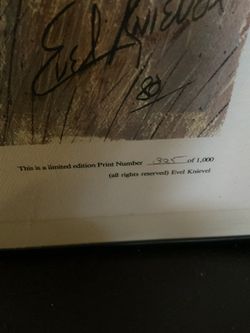 Evel Knievel
80
This is a limited edition Print Number 325 of 1,000
(all rights reserved) Evel Knievel